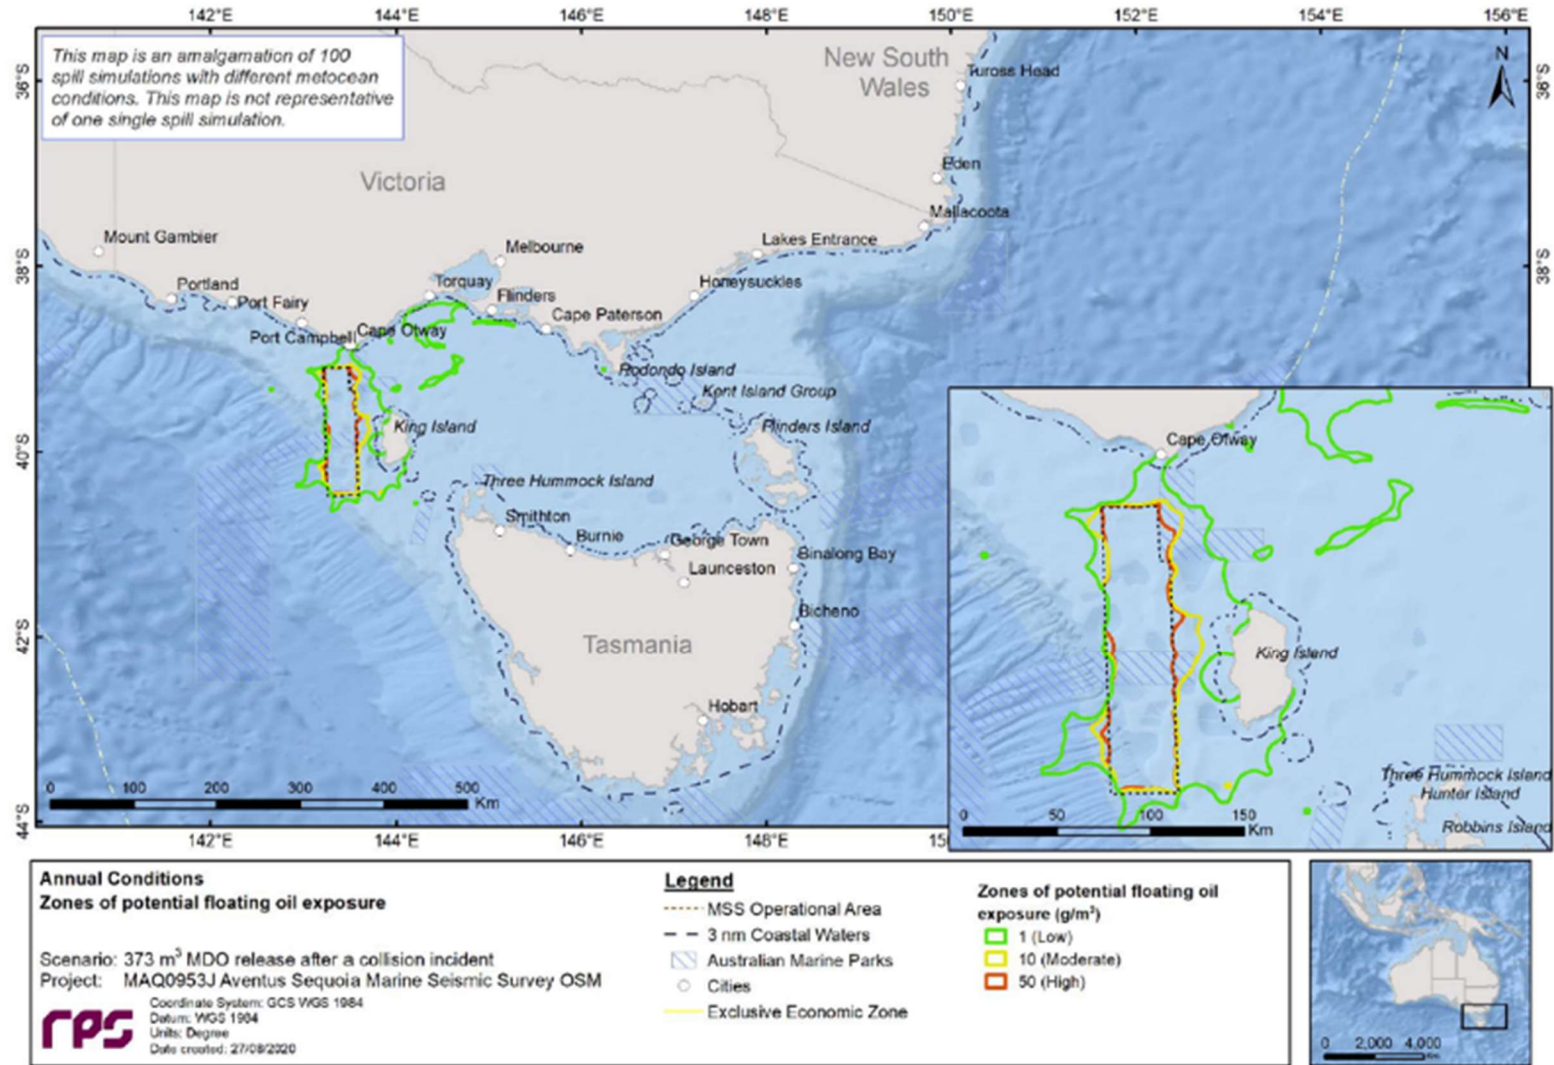 142°E 144°E 146°E 148°E 150°E 152°E 154°E 156°E
This map is an amalgamation of 100
spill simulations with different metocean
conditions. This map is not representative
of one single spill simulation.
New South
Wales
N
36°S
36°S
Tuross Head
Victoria
Eden
Mallacoota
Mount Gambier
Melbourne
Lakes Entrance
38°S
38°S
Portland
Torquay
Honeysuckles
Port Fairy
Flinders
Cape Paterson
Port Campbell
Cape Otway
Rodondo Island
Kent Island Group
King Island
Flinders Island
40°S
Three Hummock Island
Smithton
Burnie
George Town
Binalong Bay
Launceston
Bicheno
42°S
Tasmania
Hobart
0 100 200 300 400 500
Km
44°S
142°E 144°E 146°E 148°E 150
Cape Otway
King Island
Three Hummock Island
Hunter Island
Robbins Island
0 50 100 150
Km
Annual Conditions
Zones of potential floating oil exposure
Scenario: 373 m³ MDO release after a collision incident
Project: MAQ0953J Aventus Sequoia Marine Seismic Survey OSM
rps
Coordinate System: GCS WGS 1984
Datum: WGS 1984
Units: Degree
Date created: 27/08/2020
Legend
MSS Operational Area
3 nm Coastal Waters
Australian Marine Parks
Cities
Exclusive Economic Zone
Zones of potential floating oil
exposure (g/m²)
1 (Low)
10 (Moderate)
50 (High)
0 2,000 4,000
Km